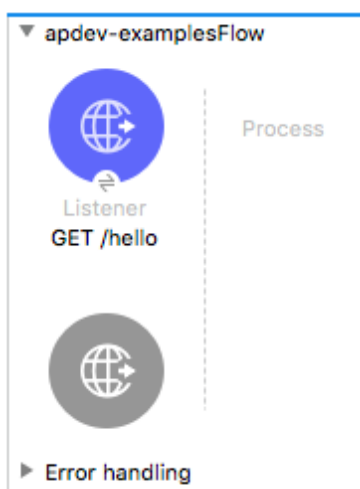 apdev-examplesFlow
Process
Listener
GET /hello
Error handling